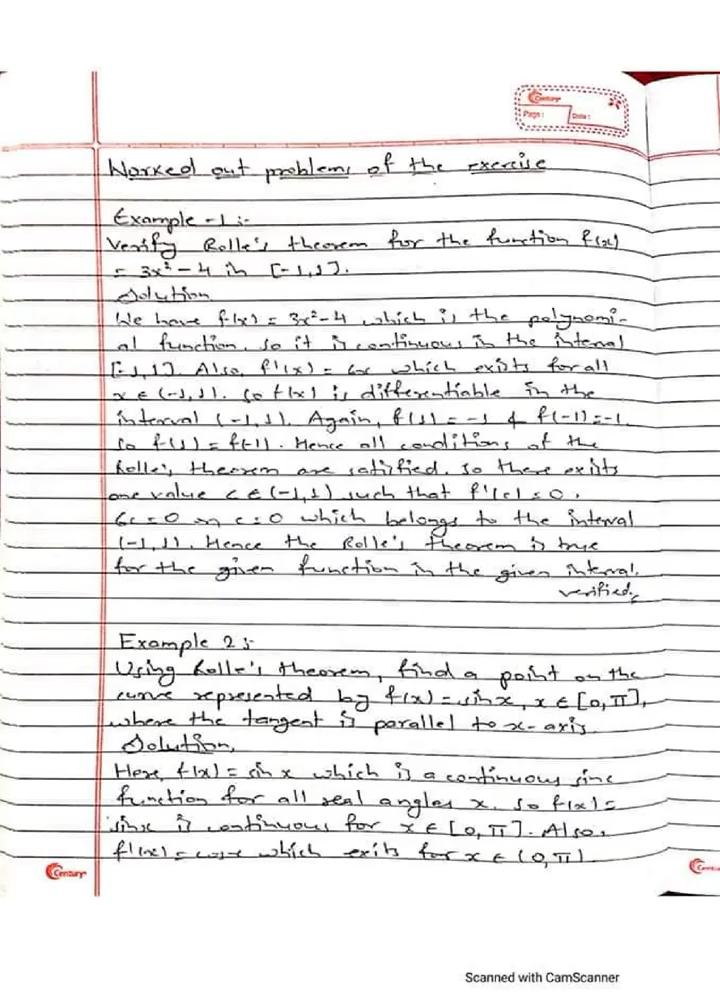 Century
Page: Date:
Worked out problems of the exercise
Example -1:-
Verify Rolle's theorem for the function f(x)
= 3x² - 4 in [-1,1].
Solution
We have f(x) = 3x² - 4 which is the polynomi-
al function. so it is continuous in the interval
[-1,1]. Also, f'(x) = 6x which exists for all
x ∈ (-1,1). So f(x) is differentiable in the
interval (-1,1). Again, f(1) = -1 & f(-1) = -1
So f(1) = f(-1). Hence all conditions of the
Rolle's theorem are satisfied. So there exists
one value c ∈ (-1,1) such that f'(c) = 0.
6c = 0 or c = 0 which belongs to the interval
(-1,1). Hence the Rolle's theorem is true
for the given function in the given interval.
verified.
Example 2:-
Using Rolle's theorem, find a point on the
curve represented by f(x) = sinx, x ∈ [0,π],
where the tangent is parallel to x-axis
Solution,
Here, f(x) = sin x which is a continuous sine
function for all real angles x. So f(x) =
sinx is continuous for x ∈ [0,π]. Also,
f'(x) = cosx which exits for x ∈ (0,π)
Century
Scanned with CamScanner